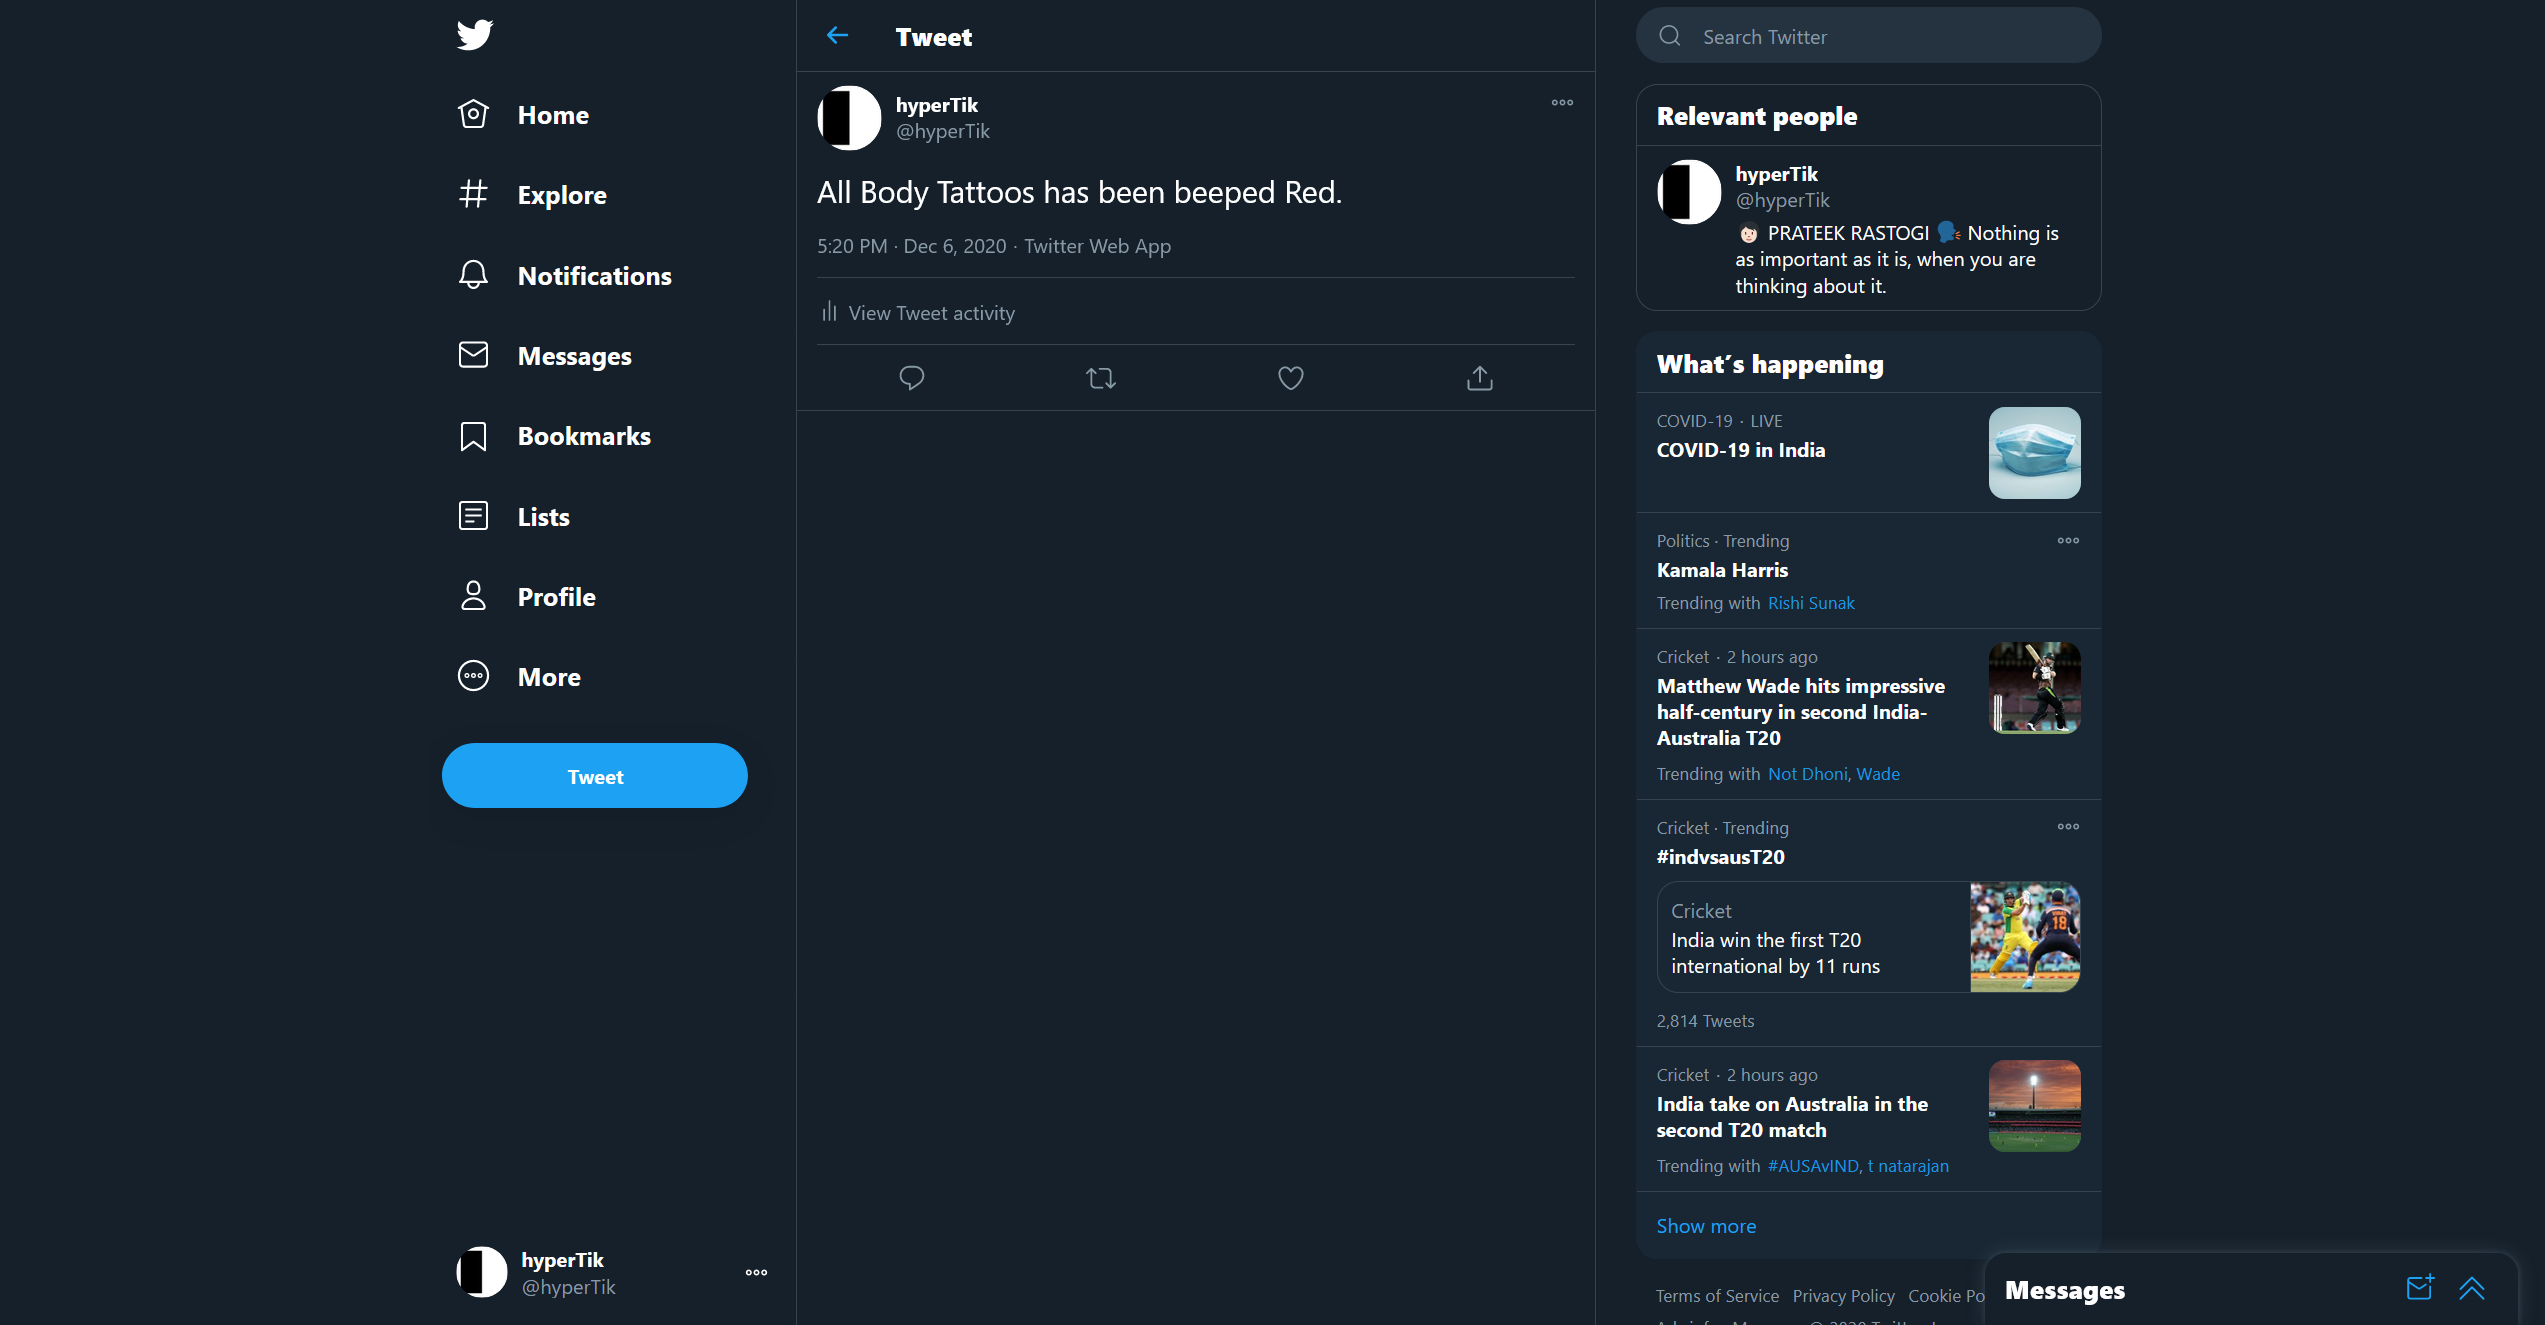 Home
Explore
Notifications
Messages
Bookmarks
Lists
Profile
More
Tweet
hyperTik
@hyperTik
Tweet
hyperTik
@hyperTik
All Body Tattoos has been beeped Red.
5:20 PM · Dec 6, 2020 · Twitter Web App
View Tweet activity
Search Twitter
Relevant people
hyperTik
@hyperTik
PRATEEK RASTOGI Nothing is
as important as it is, when you are
thinking about it.
What's happening
COVID-19 · LIVE
COVID-19 in India
Politics · Trending
Kamala Harris
Trending with Rishi Sunak
Cricket · 2 hours ago
Matthew Wade hits impressive
half-century in second India-
Australia T20
Trending with Not Dhoni, Wade
Cricket · Trending
#indvsausT20
Cricket
India win the first T20
international by 11 runs
18
2,814 Tweets
Cricket · 2 hours ago
India take on Australia in the
second T20 match
Trending with #AUSAvIND, t natarajan
Show more
Terms of Service Privacy Policy Cookie Po
Messages